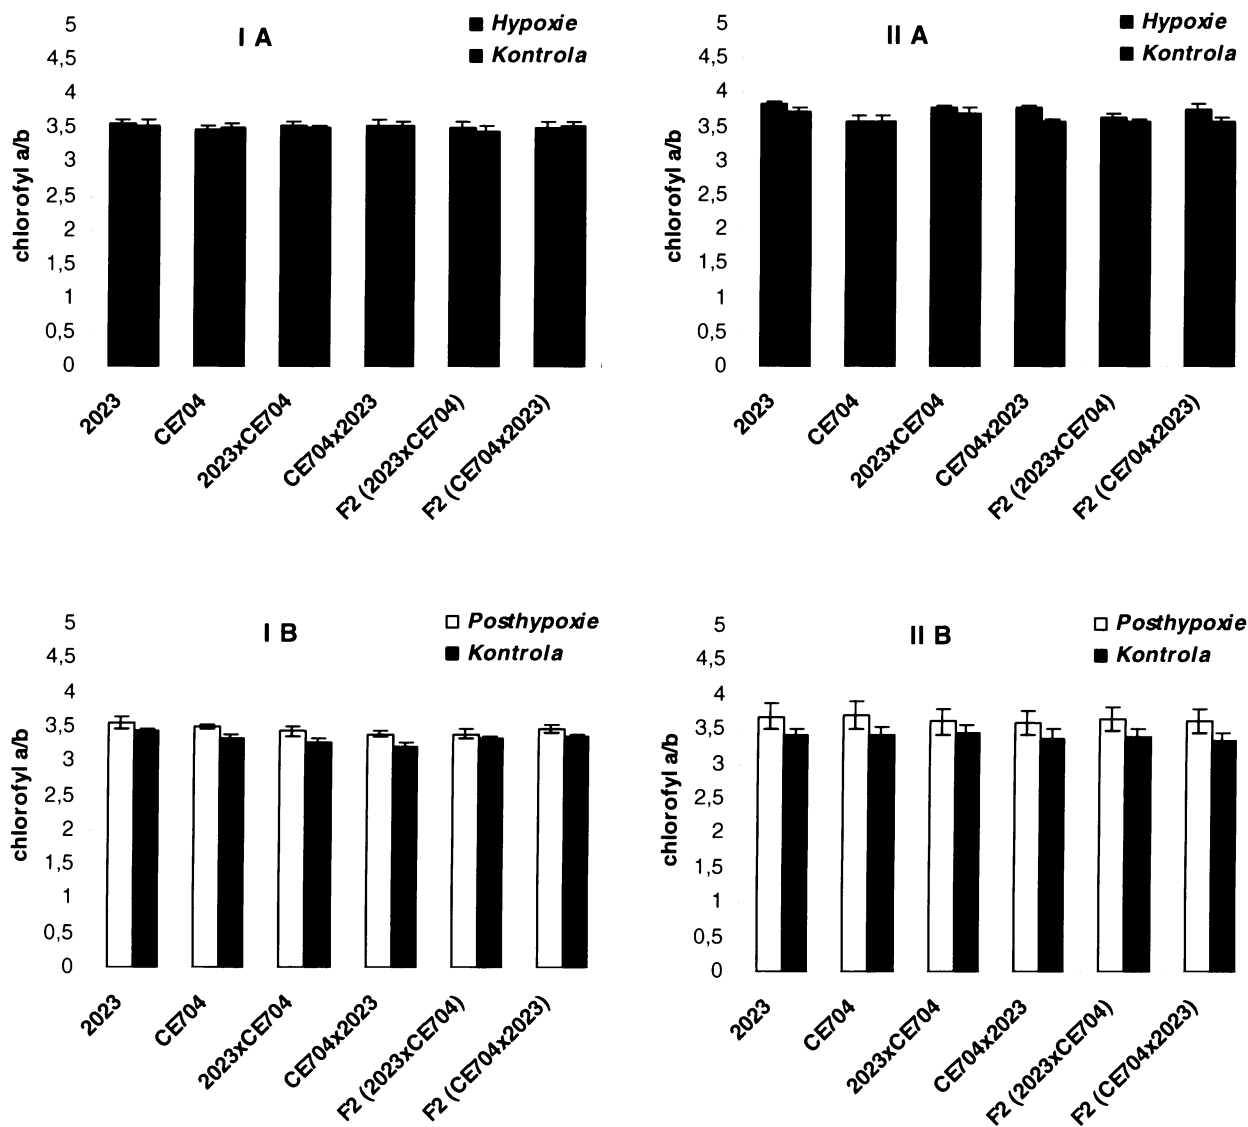 I A
Hypoxie
Kontrola
chlorofyl a/b
5
4,5
4
3,5
3
2,5
2
1,5
1
0,5
0
2023
CE704
2023xCE704
CE704x2023
F2 (2023xCE704)
F2 (CE704x2023)
II A
Hypoxie
Kontrola
chlorofyl a/b
5
4,5
4
3,5
3
2,5
2
1,5
1
0,5
0
2023
CE704
2023xCE704
CE704x2023
F2 (2023xCE704)
F2 (CE704x2023)
I B
Posthypoxie
Kontrola
chlorofyl a/b
5
4,5
4
3,5
3
2,5
2
1,5
1
0,5
0
2023
CE704
2023xCE704
CE704x2023
F2 (2023xCE704)
F2 (CE704x2023)
II B
Posthypoxie
Kontrola
chlorofyl a/b
5
4,5
4
3,5
3
2,5
2
1,5
1
0,5
0
2023
CE704
2023xCE704
CE704x2023
F2 (2023xCE704)
F2 (CE704x2023)